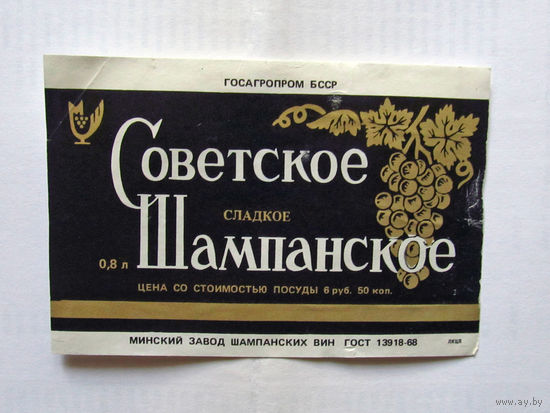 ГОСАГРОПРОМ БССР
Советское
СЛАДКОЕ
Шампанское
0,8 л
ЦЕНА СО СТОИМОСТЬЮ ПОСУДЫ 6 руб. 50 коп.
МИНСКИЙ ЗАВОД ШАМПАНСКИХ ВИН ГОСТ 13918-68
www.ay.by